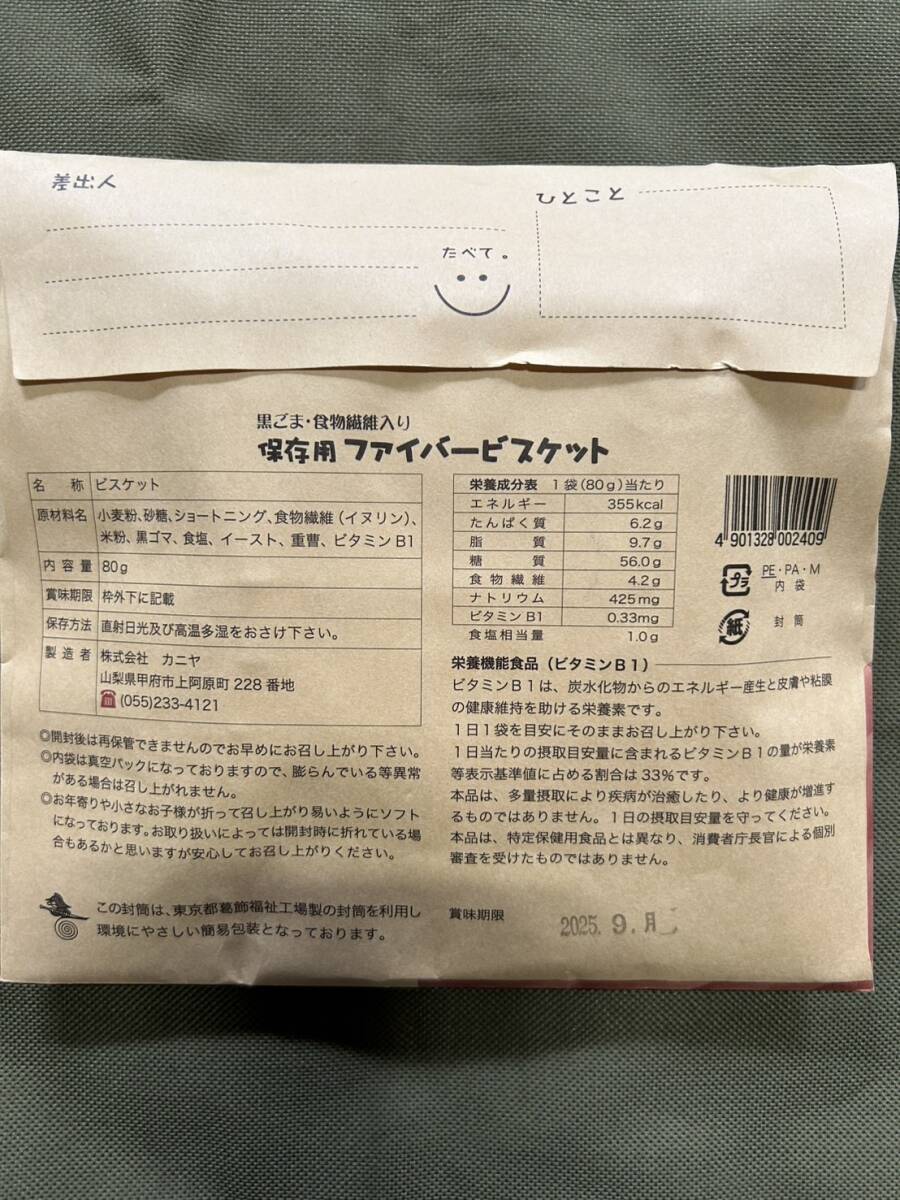 差出人
ひとこと
たべて。
黒ごま・食物繊維入り
保存用ファイバービスケット
名称 ビスケット
原材料名 小麦粉、砂糖、ショートニング、食物繊維（イヌリン）、
米粉、黒ゴマ、食塩、イースト、重曹、ビタミンB1
内容量 80g
賞味期限 枠外下に記載
保存方法 直射日光及び高温多湿をおさけ下さい。
製造者 株式会社 カニヤ
山梨県甲府市上阿原町228番地
(055)233-4121
◎開封後は再保管できませんのでお早めにお召し上がり下さい。
◎内袋は真空パックになっておりますので、膨らんでいる等異常
がある場合は召し上がれません。
◎お年寄りや小さなお子様が折って召し上がり易いようにソフト
になっております。お取り扱いによっては開封時に折れている場
合もあるかと思いますが安心してお召し上がりください。
この封筒は、東京都葛飾福祉工場製の封筒を利用し
環境にやさしい簡易包装となっております。
栄養成分表 1袋(80g)当たり
エネルギー 355kcal
たんぱく質 6.2g
脂質 9.7g
糖質 56.0g
食物繊維 4.2g
ナトリウム 425mg
ビタミンB1 0.33mg
食塩相当量 1.0g
4 901328 002409
プラ
PE・PA・M
内袋
紙
封筒
栄養機能食品（ビタミンB1）
ビタミンB1は、炭水化物からのエネルギー産生と皮膚や粘膜
の健康維持を助ける栄養素です。
1日1袋を目安にそのままお召し上がり下さい。
1日当たりの摂取目安量に含まれるビタミンB1の量が栄養素
等表示基準値に占める割合は33%です。
本品は、多量摂取により疾病が治癒したり、より健康が増進す
るものではありません。1日の摂取目安量を守ってください。
本品は、特定保健用食品とは異なり、消費者庁長官による個別
審査を受けたものではありません。
賞味期限 2025.9.月